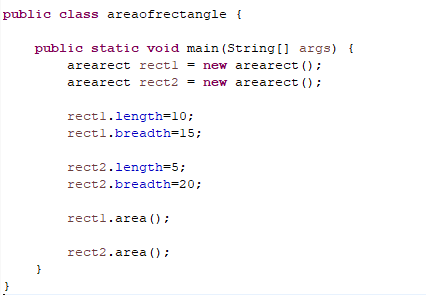 public class areaofrectangle {
public static void main(String[] args) {
arearect rect1 = new arearect();
arearect rect2 = new arearect();
rect1.length=10;
rect1.breadth=15;
rect2.length=5;
rect2.breadth=20;
rect1.area();
rect2.area();
}
}